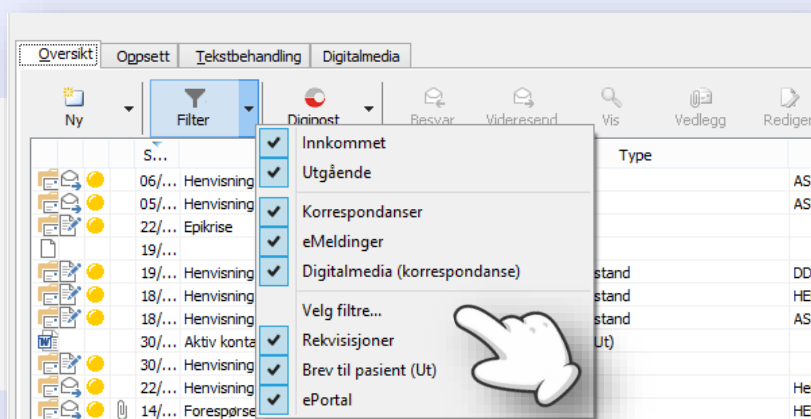 Oversikt Oppsett Tekstbehandling Digitalmedia
Ny Filter Digipost Besvar Videresend Vis Vedlegg Rediger
S... Type
Innkommet
Utgående
Korrespondanser
eMeldinger
Digitalmedia (korrespondanse)
Velg filtre...
Rekvisisjoner
Brev til pasient (Ut)
ePortal
06/... Henvisning AS
05/... Henvisning AS
22/... Epikrise
19/...
19/... Henvisning stand DD
18/... Henvisning stand HE
18/... Henvisning stand AS
30/... Aktiv konta Ut)
30/... Henvisning
22/... Henvisning He
14/... Forespørse HE